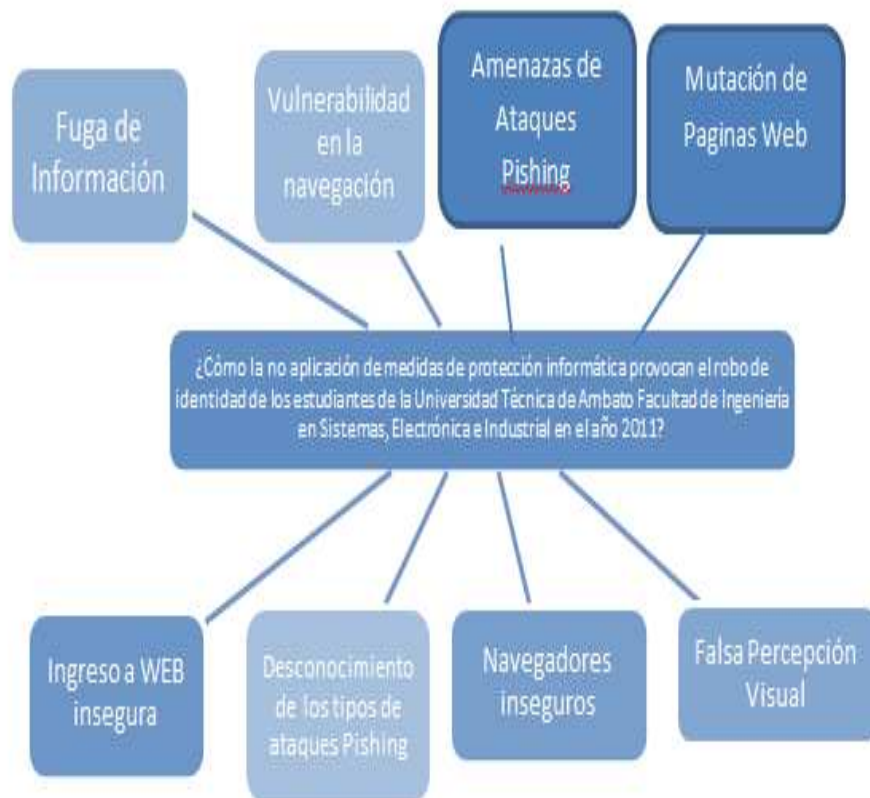 Fuga de
Información
Vulnerabilidad
en la
navegación
Amenazas de
Ataques
Pishing
Mutación de
Paginas Web
¿Cómo la no aplicación de medidas de protección informática provocan el robo de
identidad de los estudiantes de la Universidad Técnica de Ambato Facultad de Ingeniería
en Sistemas, Electrónica e Industrial en el año 2011?
Ingreso a WEB
insegura
Desconocimiento
de los tipos de
ataques Pishing
Navegadores
inseguros
Falsa Percepción
Visual